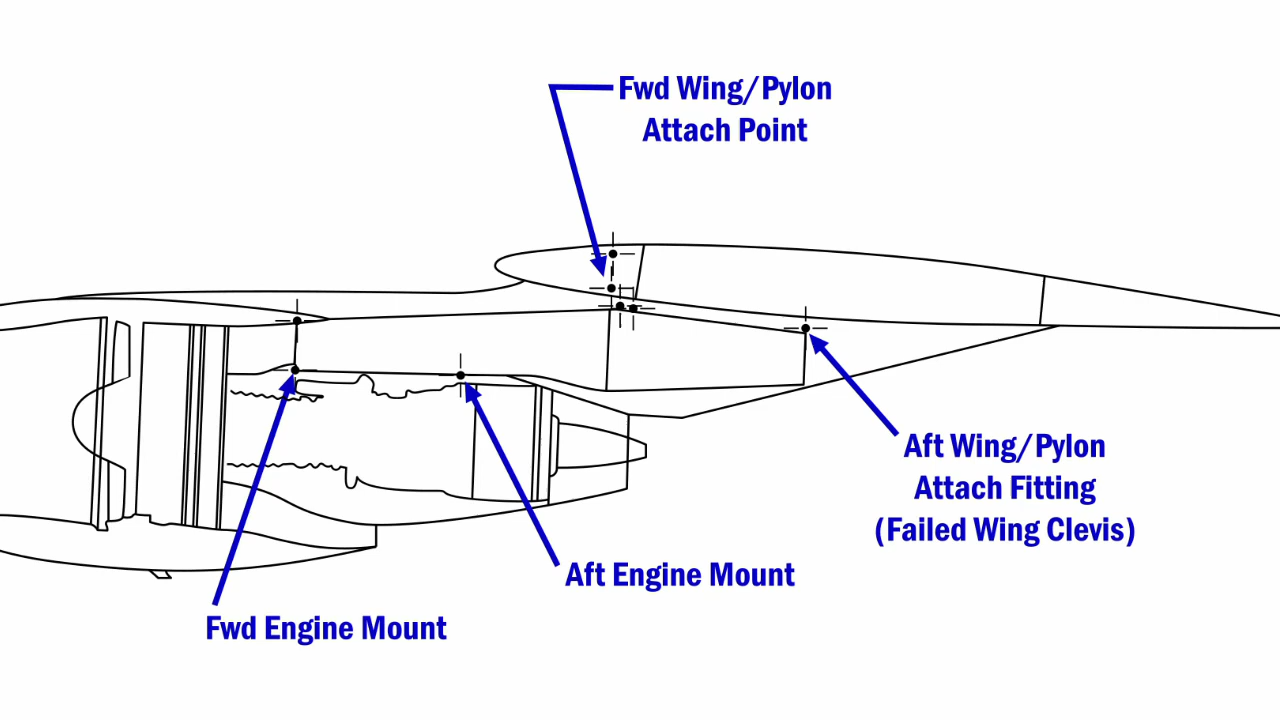 Fwd Wing/Pylon
Attach Point
Aft Wing/Pylon
Attach Fitting
(Failed Wing Clevis)
Aft Engine Mount
Fwd Engine Mount